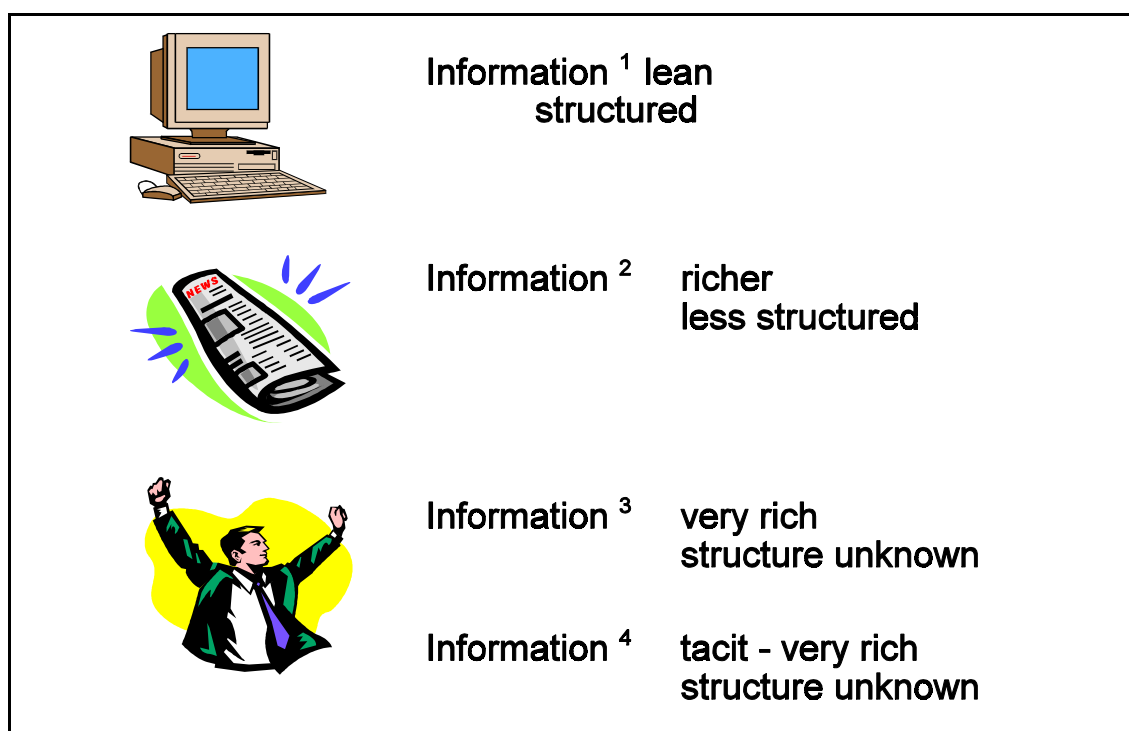 Information ¹ lean
structured
NEWS
Information ² richer
less structured
Information ³ very rich
structure unknown
Information ⁴ tacit - very rich
structure unknown